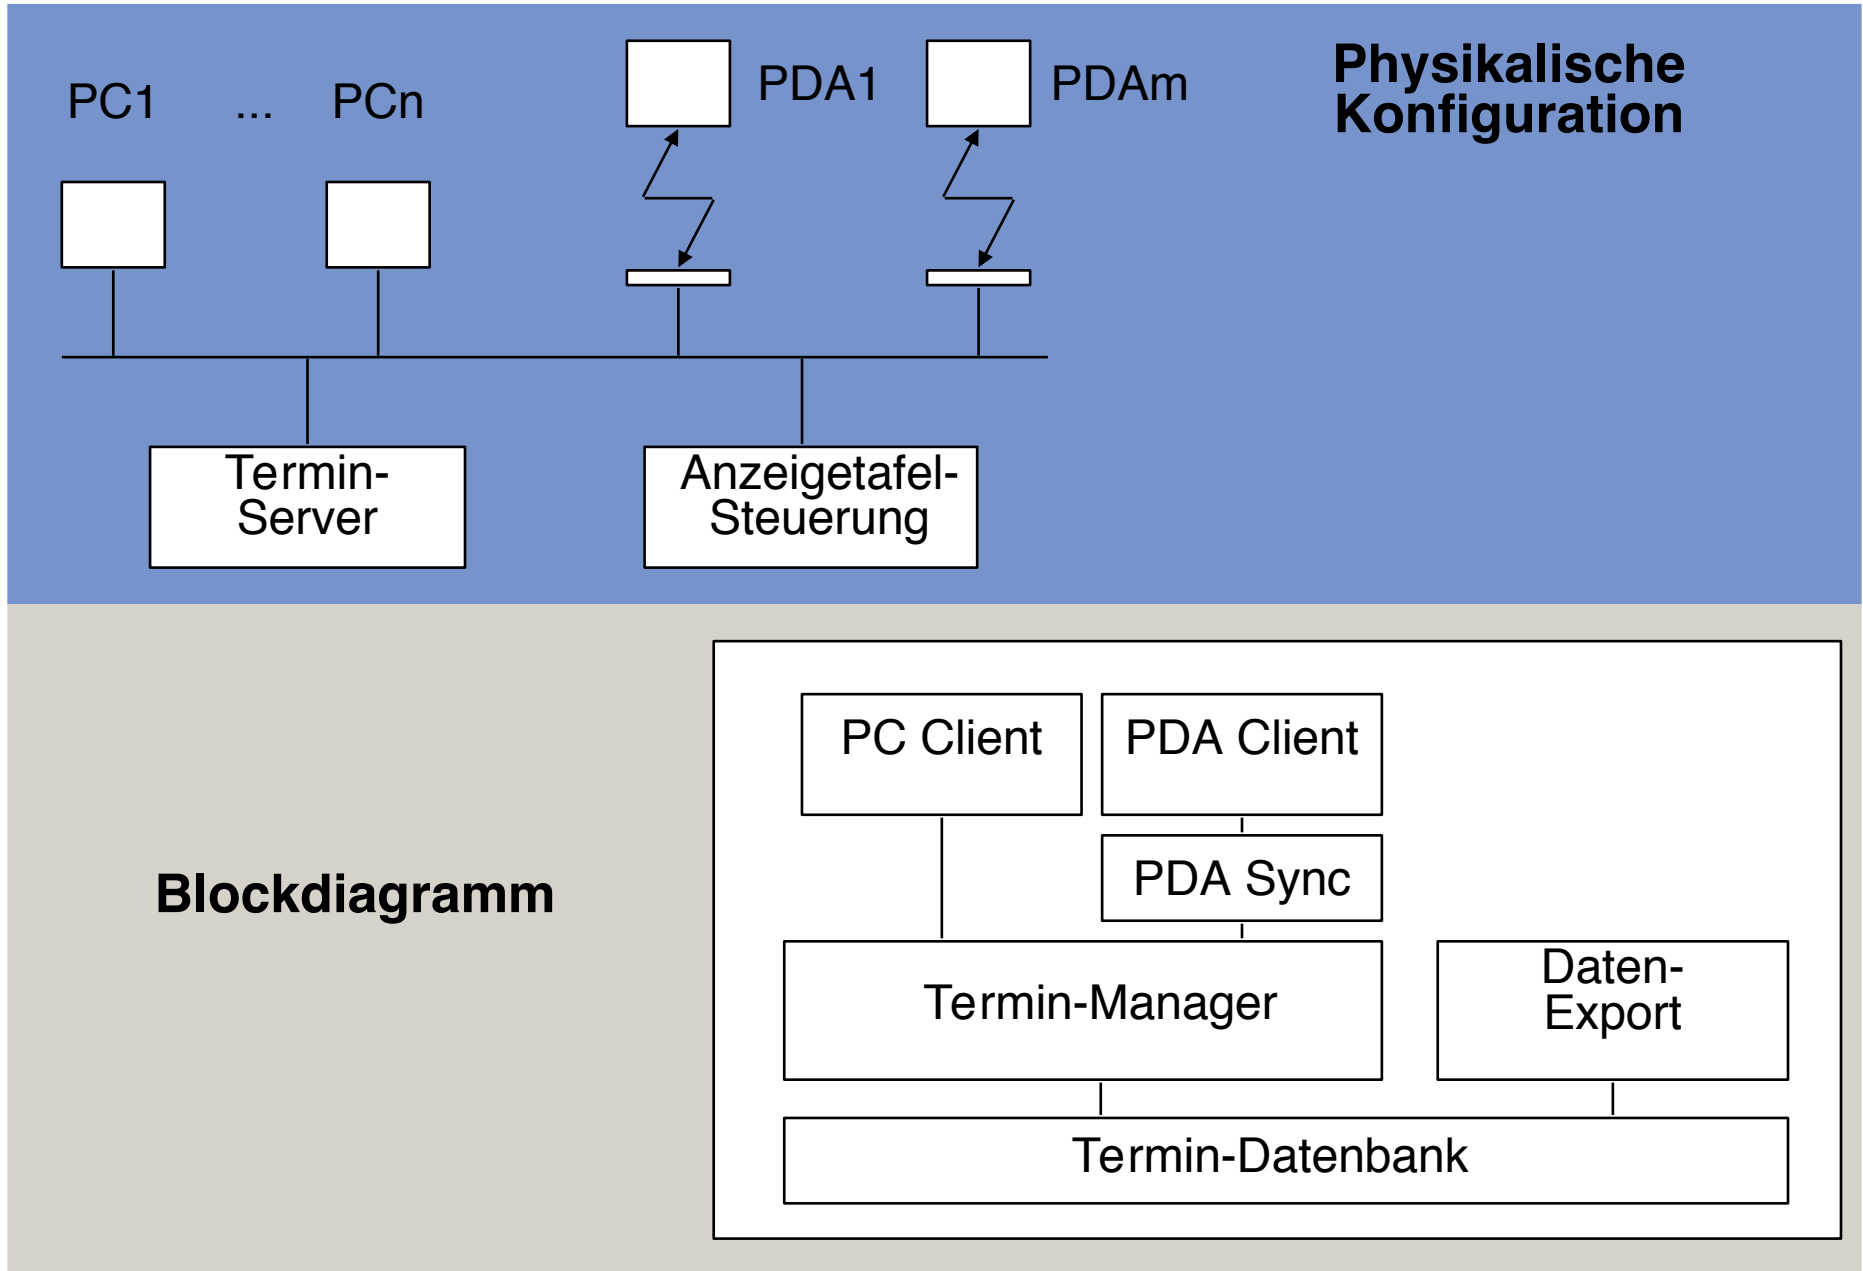 PC1 ... PCn
PDA1
PDAm
Physikalische
Konfiguration
Termin-
Server
Anzeigetafel-
Steuerung
Blockdiagramm
PC Client
PDA Client
PDA Sync
Termin-Manager
Daten-
Export
Termin-Datenbank